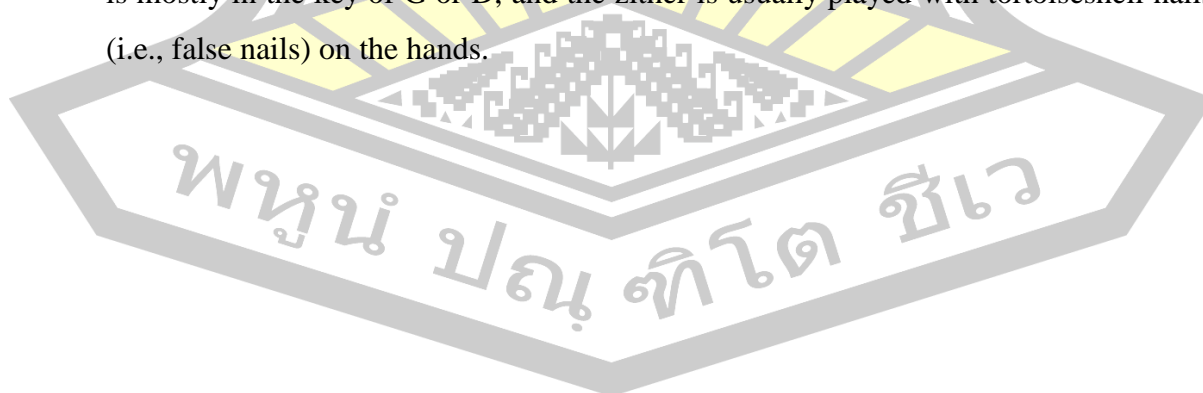 is mostly in the key of G or D, and the zither is usually played with tortoiseshell nails
(i.e., false nails) on the hands.
พหูนํ ปณฺฑิโต ชีเว